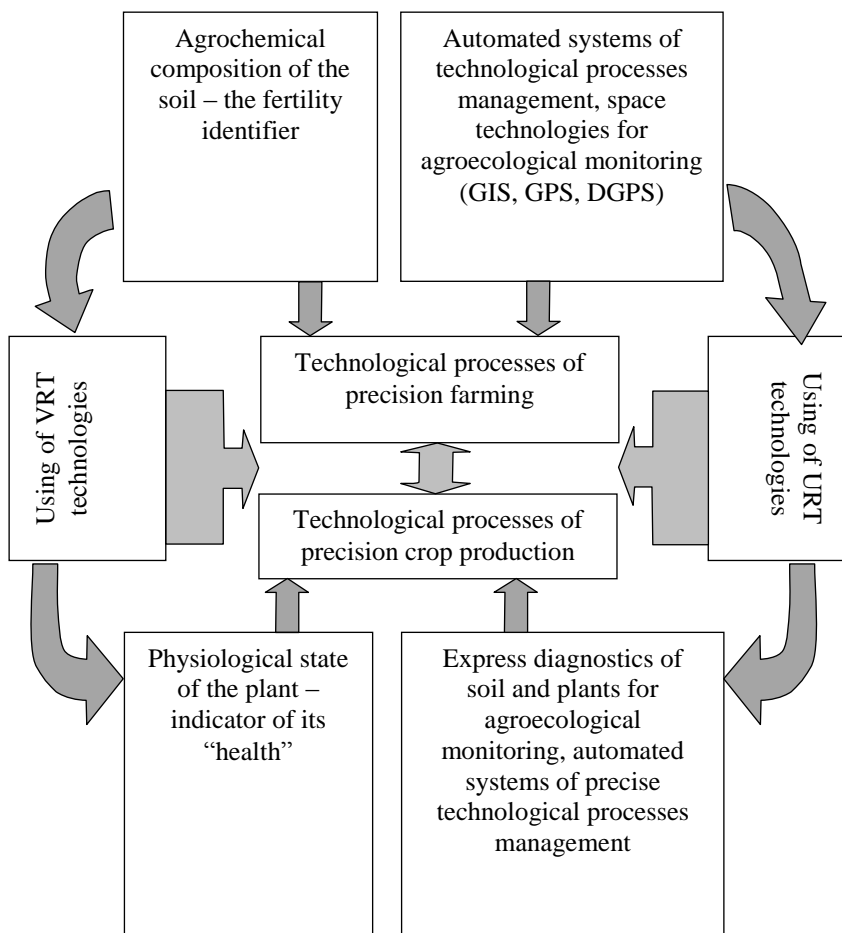 Agrochemical
composition of the
soil – the fertility
identifier
Automated systems of
technological processes
management, space
technologies for
agroecological monitoring
(GIS, GPS, DGPS)
Using of VRT
technologies
Technological processes of
precision farming
Using of URT
technologies
Technological processes of
precision crop production
Physiological state
of the plant –
indicator of its
“health”
Express diagnostics of
soil and plants for
agroecological
monitoring, automated
systems of precise
technological processes
management